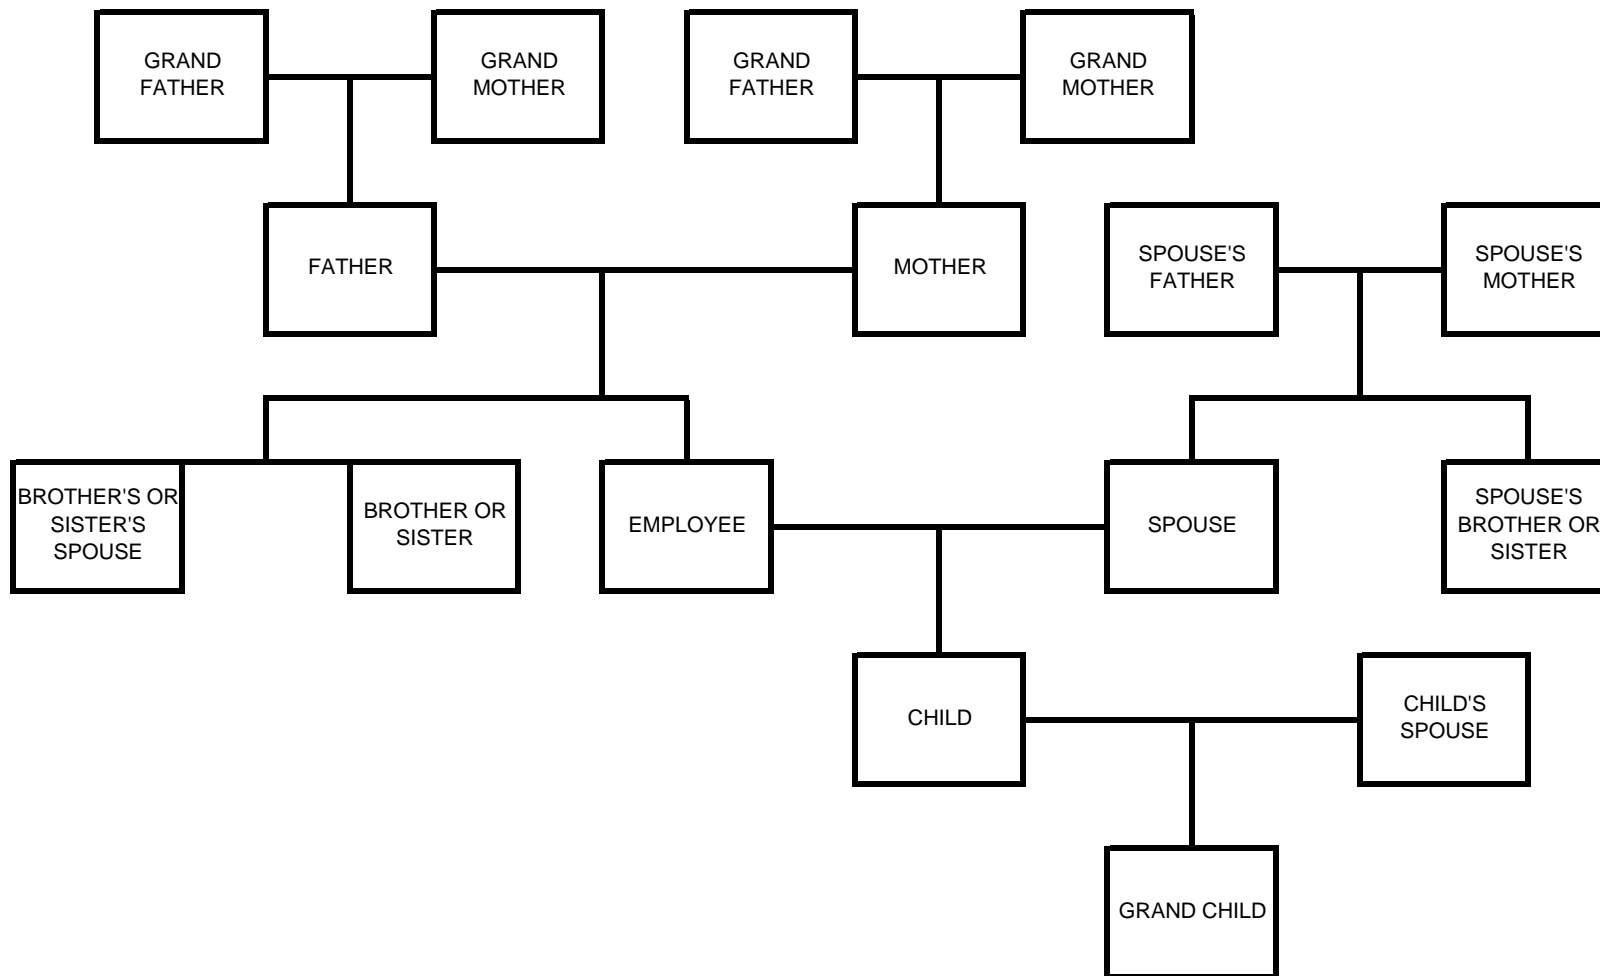 GRAND
FATHER
GRAND
MOTHER
GRAND
FATHER
GRAND
MOTHER
FATHER
MOTHER
SPOUSE'S
FATHER
SPOUSE'S
MOTHER
BROTHER'S OR
SISTER'S
SPOUSE
BROTHER OR
SISTER
EMPLOYEE
SPOUSE
SPOUSE'S
BROTHER OR
SISTER
CHILD
CHILD'S
SPOUSE
GRAND CHILD